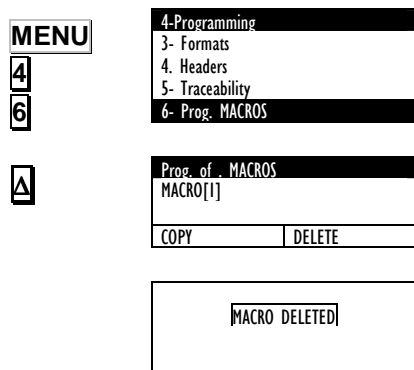 MENU
4
6
4-Programming
3- Formats
4. Headers
5- Traceability
6- Prog. MACROS
Δ
Prog. of . MACROS
MACRO[1]
COPY DELETE
MACRO DELETED